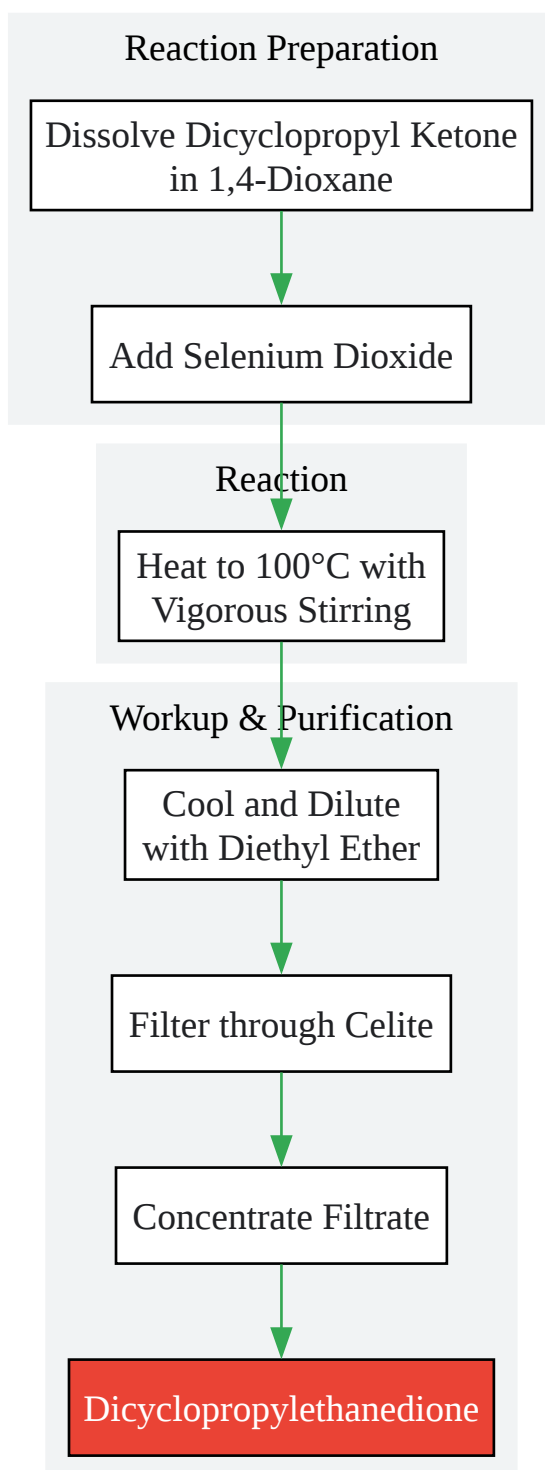 Reaction Preparation
Dissolve Dicyclopropyl Ketone
in 1,4-Dioxane
Add Selenium Dioxide
Reaction
Heat to 100°C with
Vigorous Stirring
Workup & Purification
Cool and Dilute
with Diethyl Ether
Filter through Celite
Concentrate Filtrate
Dicyclopropylethanedione